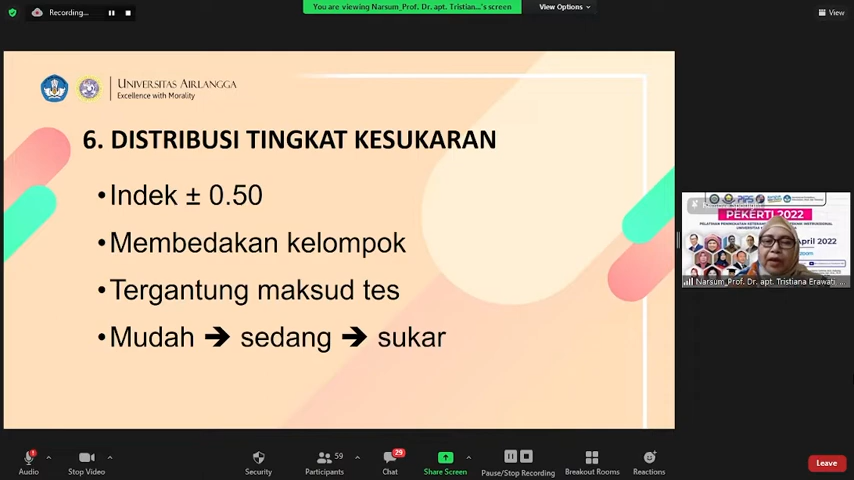 Recording...
You are viewing Narsum_Prof. Dr. apt. Tristian...'s screen
View Options
View
UNIVERSITAS AIRLANGGA
Excellence with Morality
6. DISTRIBUSI TINGKAT KESUKARAN
•Indek ± 0.50
•Membedakan kelompok
•Tergantung maksud tes
•Mudah ➔ sedang ➔ sukar
PEKERTI 2022
April 2022
Narsum_Prof. Dr. apt. Tristiana Erawati, ...
Audio
Stop Video
Security
Participants
59
Chat
29
Share Screen
Pause/Stop Recording
Breakout Rooms
Reactions
Leave